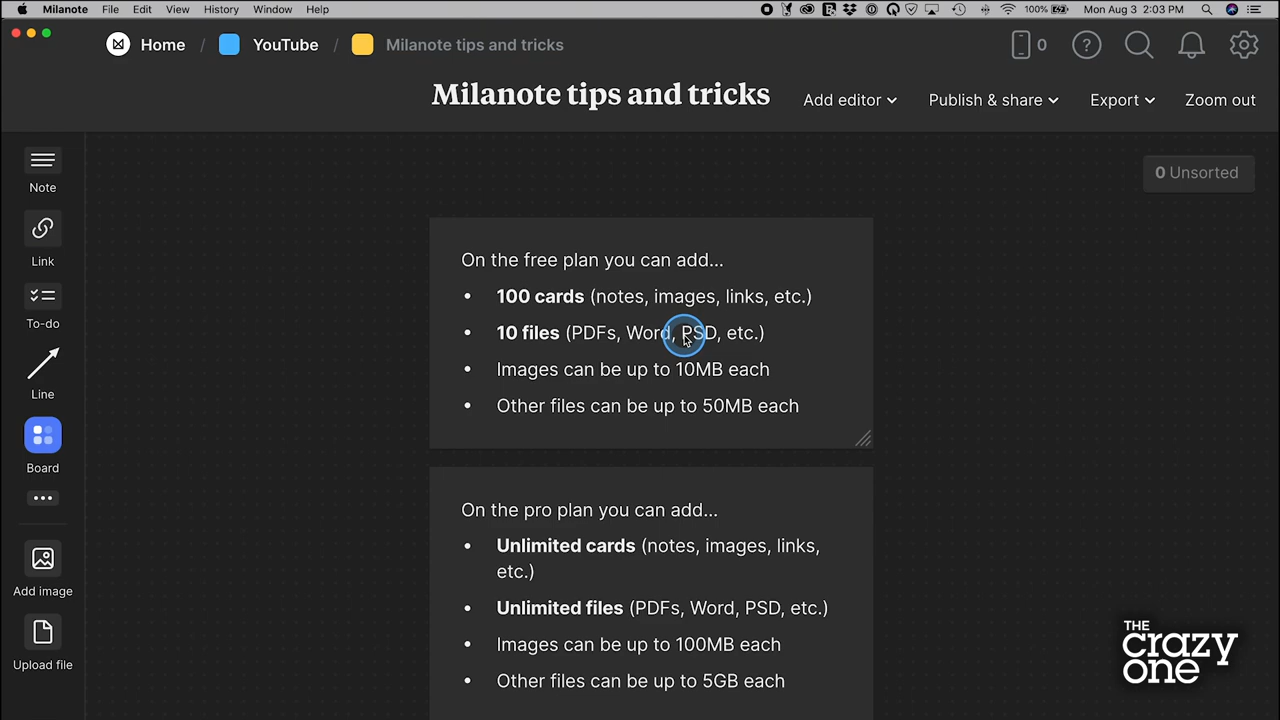 Milanote File Edit View History Window Help 100% Mon Aug 3 2:03 PM
Home / YouTube / Milanote tips and tricks 0 ?
Milanote tips and tricks Add editor Publish & share Export Zoom out
0 Unsorted
Note
Link
To-do
Line
Board
Add image
Upload file
On the free plan you can add...
• 100 cards (notes, images, links, etc.)
• 10 files (PDFs, Word, PSD, etc.)
• Images can be up to 10MB each
• Other files can be up to 50MB each
On the pro plan you can add...
• Unlimited cards (notes, images, links,
etc.)
• Unlimited files (PDFs, Word, PSD, etc.)
• Images can be up to 100MB each
• Other files can be up to 5GB each
THE
crazy
one